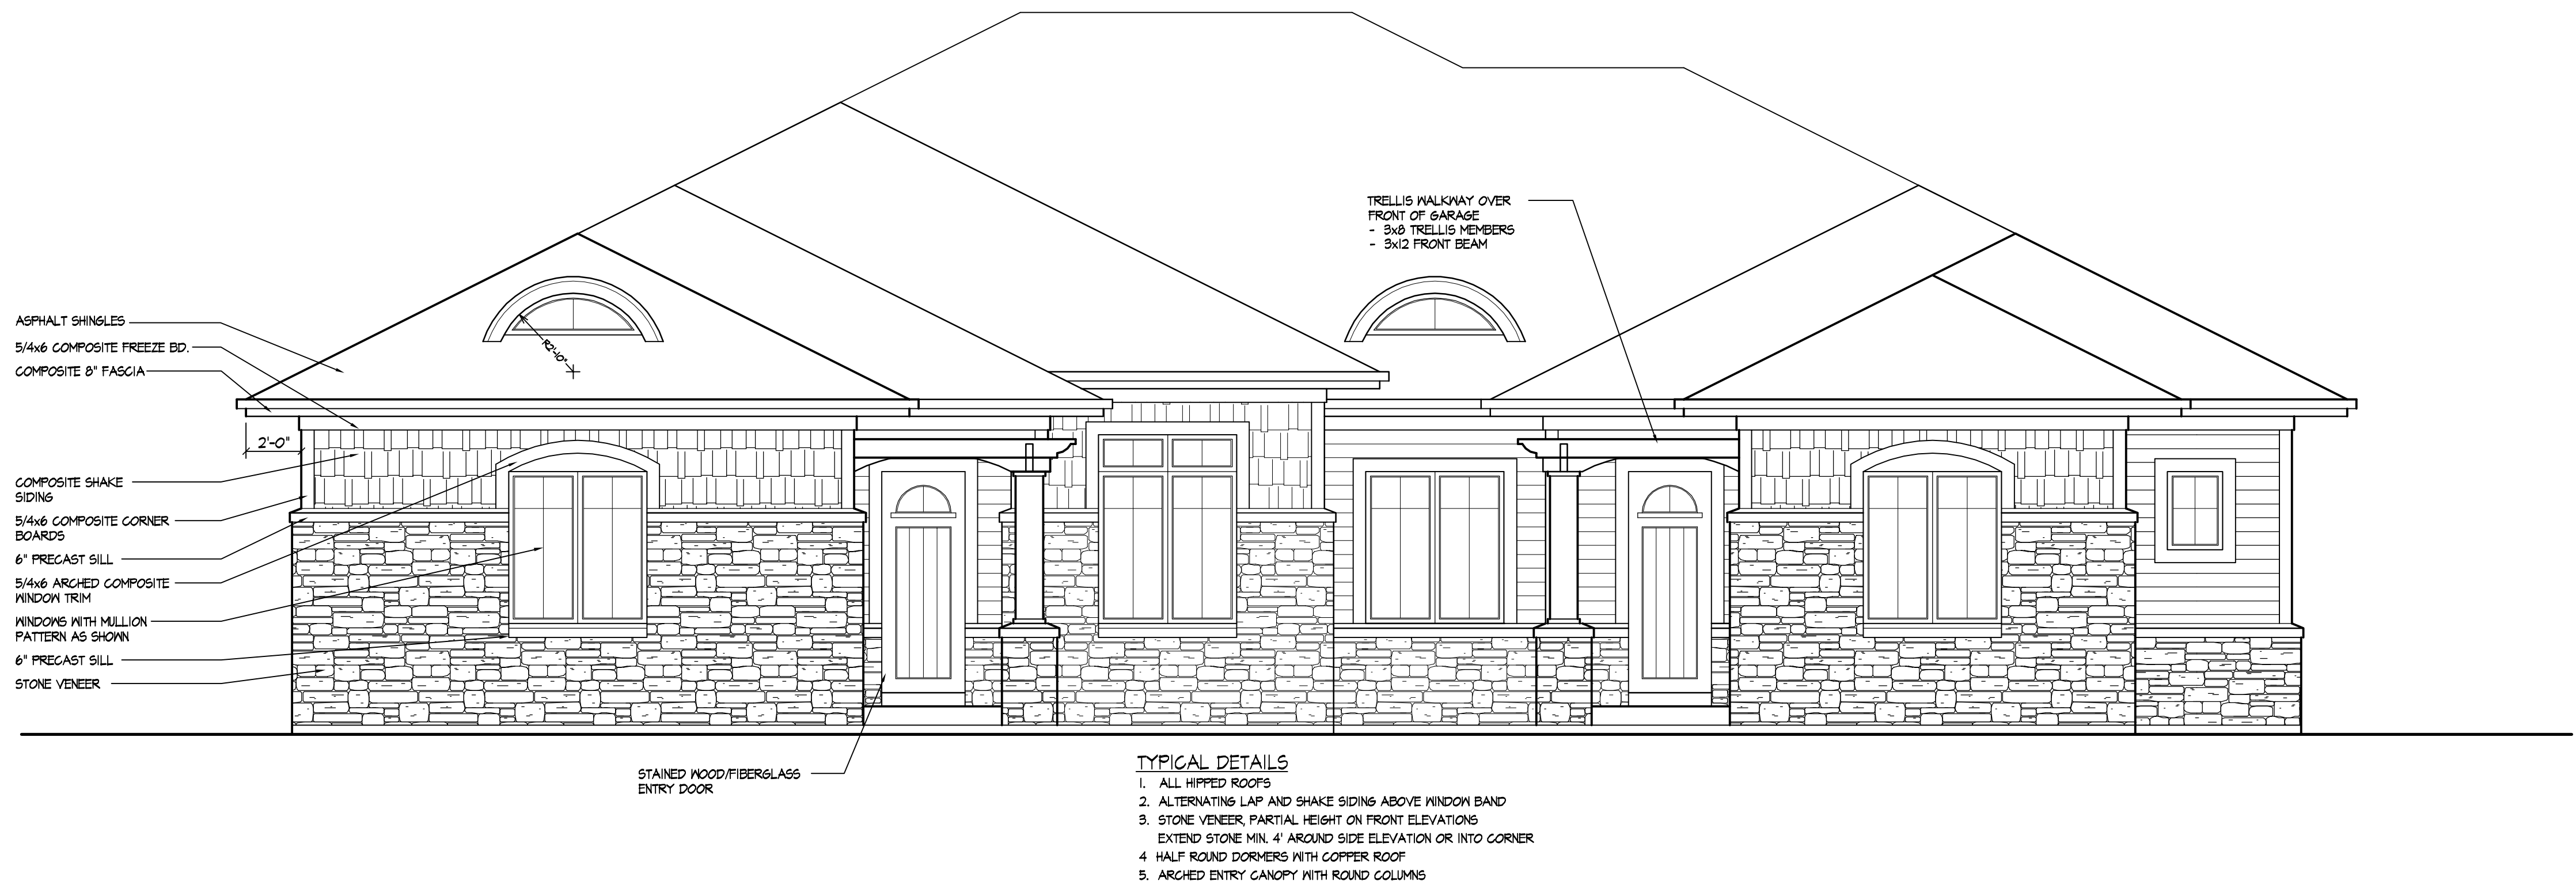 TRELLIS WALKWAY OVER
FRONT OF GARAGE
- 3x8 TRELLIS MEMBERS
- 3x12 FRONT BEAM
ASPHALT SHINGLES
5/4x6 COMPOSITE FREEZE BD.
COMPOSITE 8" FASCIA
R2'-10"
2'-0"
COMPOSITE SHAKE
SIDING
5/4x6 COMPOSITE CORNER
BOARDS
6" PRECAST SILL
5/4x6 ARCHED COMPOSITE
WINDOW TRIM
WINDOWS WITH MULLION
PATTERN AS SHOWN
6" PRECAST SILL
STONE VENEER
STAINED WOOD/FIBERGLASS
ENTRY DOOR
TYPICAL DETAILS
1. ALL HIPPED ROOFS
2. ALTERNATING LAP AND SHAKE SIDING ABOVE WINDOW BAND
3. STONE VENEER, PARTIAL HEIGHT ON FRONT ELEVATIONS
EXTEND STONE MIN. 4' AROUND SIDE ELEVATION OR INTO CORNER
4 HALF ROUND DORMERS WITH COPPER ROOF
5. ARCHED ENTRY CANOPY WITH ROUND COLUMNS